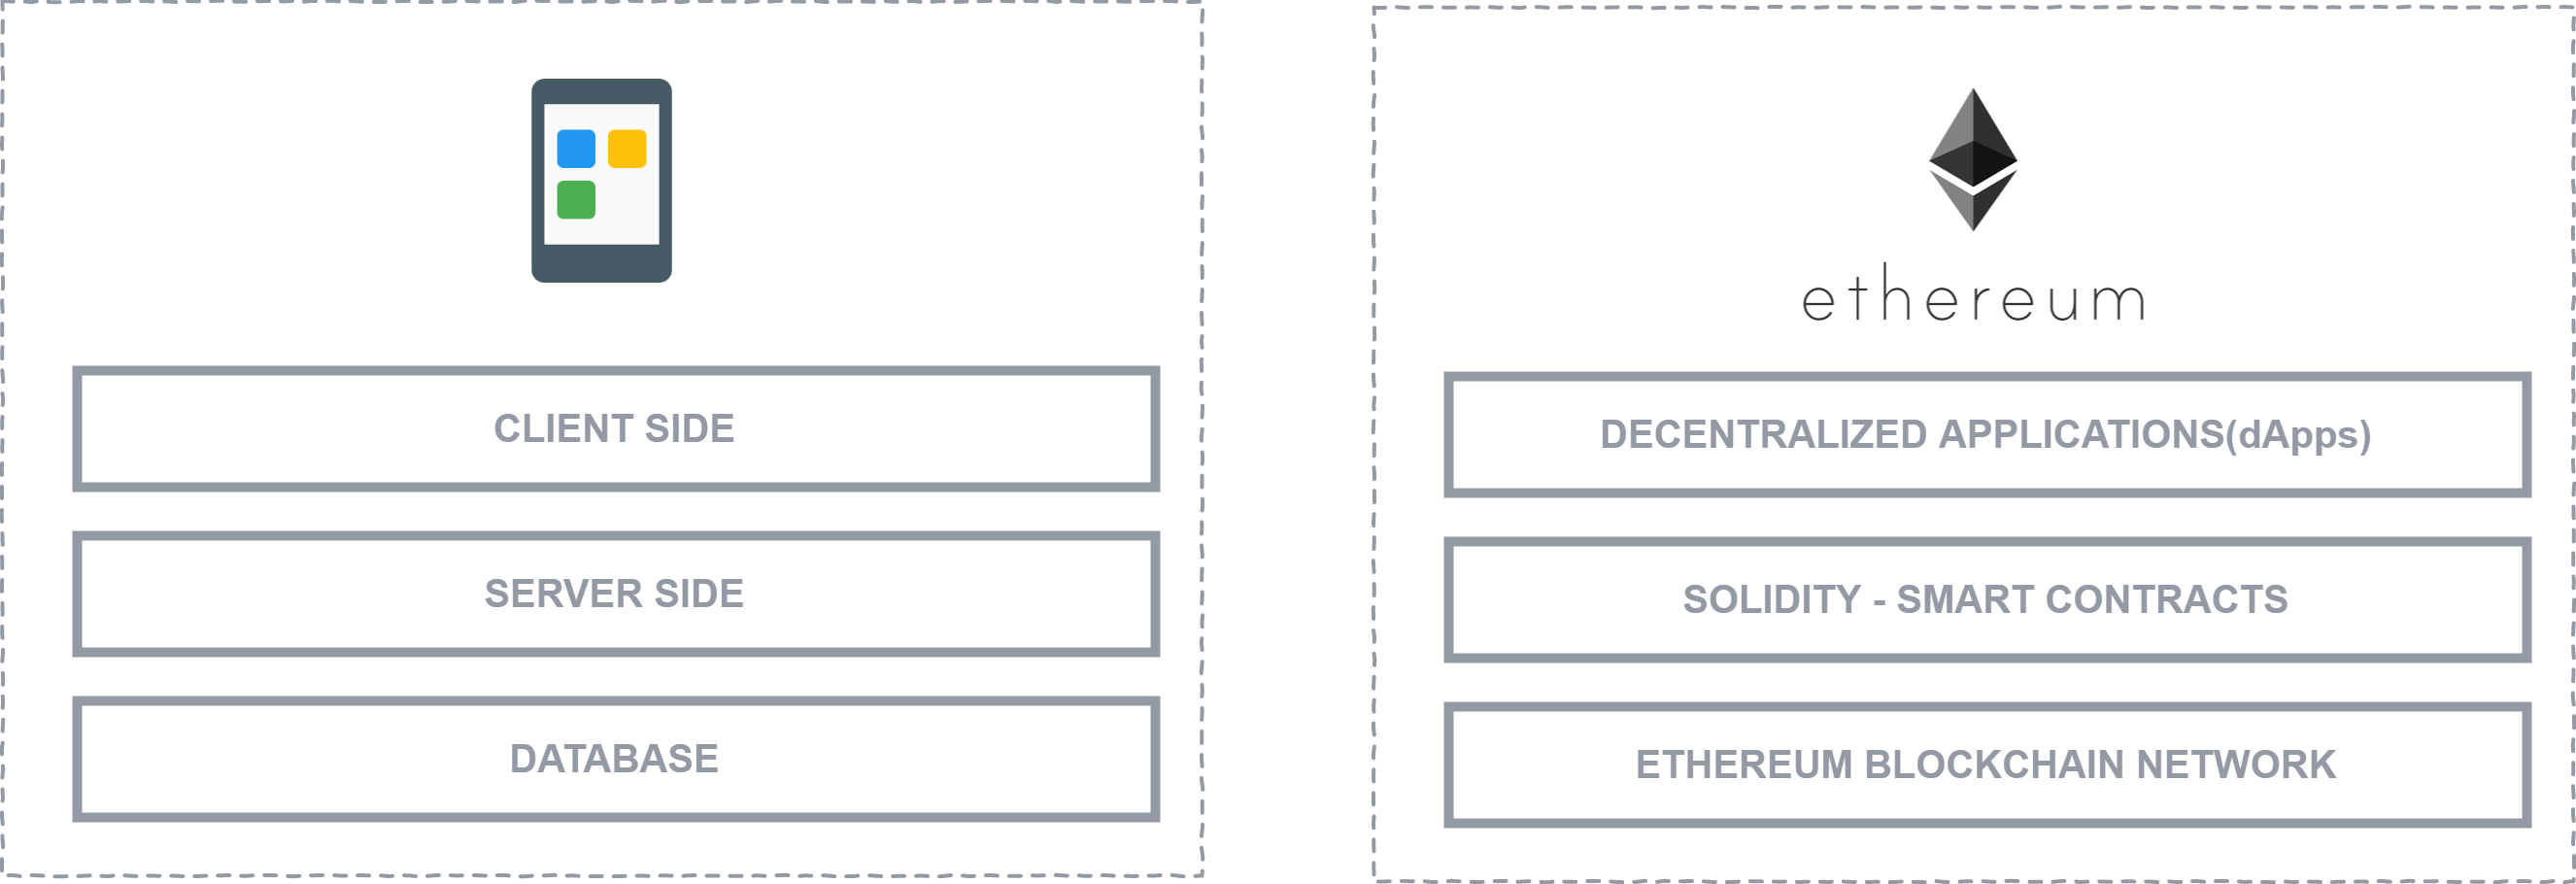 CLIENT SIDE
SERVER SIDE
DATABASE
ethereum
DECENTRALIZED APPLICATIONS(dApps)
SOLIDITY - SMART CONTRACTS
ETHEREUM BLOCKCHAIN NETWORK